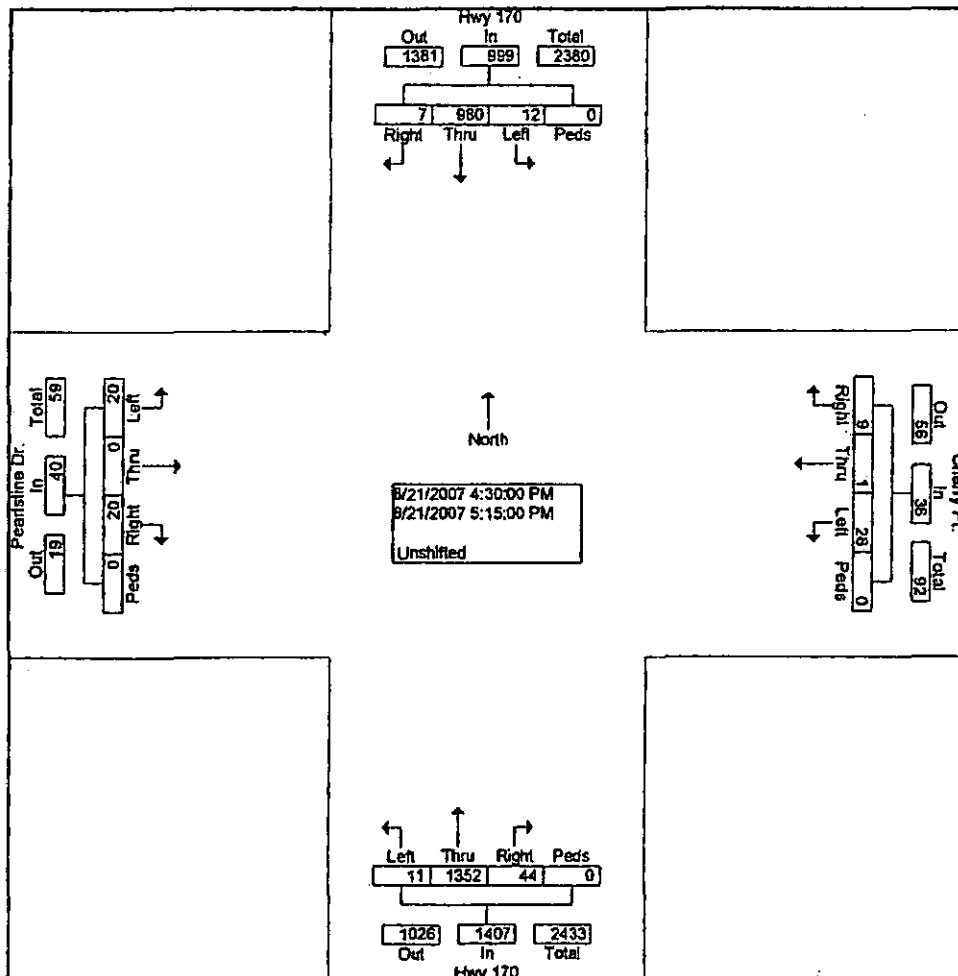 Hwy 170
Out In Total
1381 999 2380
7 980 12 0
Right Thru Left Peds
Total In Out
59 40 19
Pearlstine Dr.
20 0 20 0
Left Thru Right Peds
North
8/21/2007 4:30:00 PM
8/21/2007 5:15:00 PM
Unshifted
Right Thru Left Peds
9 1 26 0
Out In Total
56 36 92
Left Thru Right Peds
11 1352 44 0
1026 1407 2433
Out In Total
Hwy 170